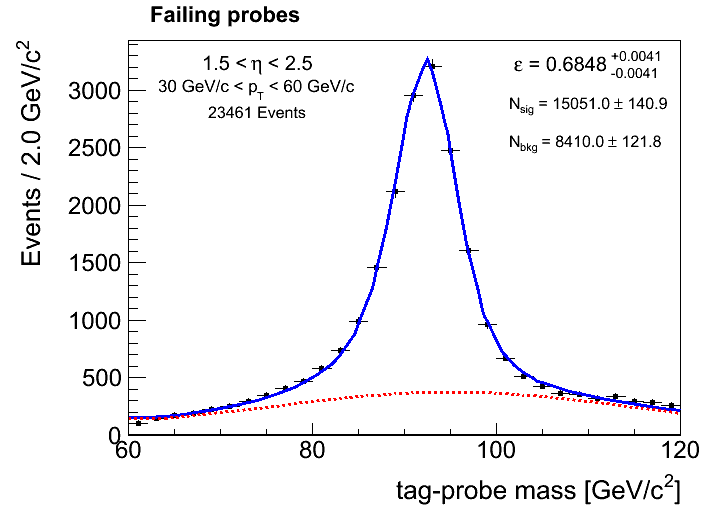 Failing probes
1.5 < η < 2.5
30 GeV/c < p_T < 60 GeV/c
23461 Events
ε = 0.6848 +0.0041 -0.0041
N_sig = 15051.0 ± 140.9
N_bkg = 8410.0 ± 121.8
Events / 2.0 GeV/c²
3000
2500
2000
1500
1000
500
0
60 80 100 120
tag-probe mass [GeV/c²]